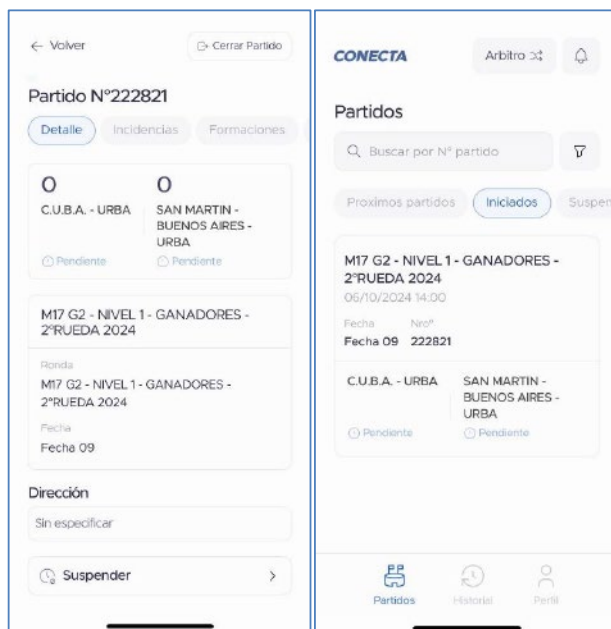 ← Volver
Cerrar Partido
Partido N°222821
Detalle
Incidencias
Formaciones
0
0
C.U.B.A. - URBA
SAN MARTIN -
BUENOS AIRES -
URBA
Pendiente
Pendiente
M17 G2 - NIVEL 1 - GANADORES -
2°RUEDA 2024
Ronda
M17 G2 - NIVEL 1 - GANADORES -
2°RUEDA 2024
Fecha
Fecha 09
Dirección
Sin especificar
Suspender
CONECTA
Arbitro
Partidos
Buscar por N° partido
Proximos partidos
Iniciados
Suspen
M17 G2 - NIVEL 1 - GANADORES -
2°RUEDA 2024
06/10/2024 14:00
Fecha
Nro°
Fecha 09
222821
C.U.B.A. - URBA
SAN MARTIN -
BUENOS AIRES -
URBA
Pendiente
Pendiente
Partidos
Historial
Perfil